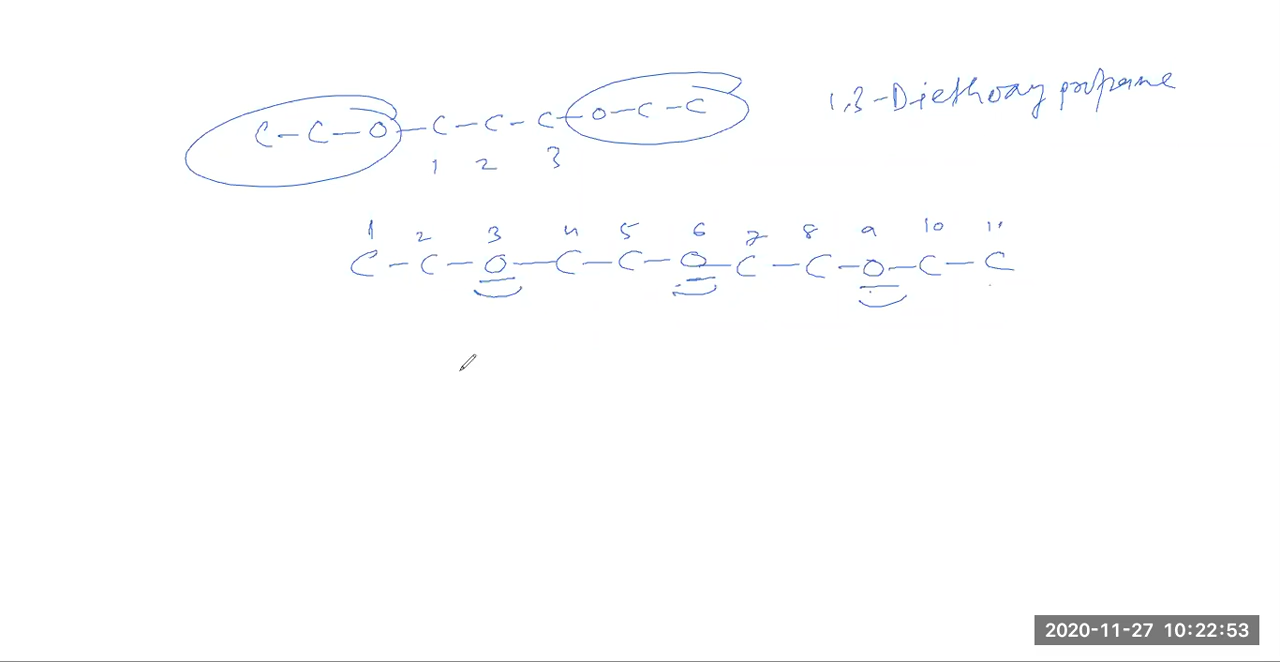 C-C-O-C-C-C-O-C-C 1,3-Diethoxy propane
1 2 3
1 2 3 4 5 6 7 8 9 10 11
C-C-O-C-C-O-C-C-O-C-C
2020-11-27 10:22:53